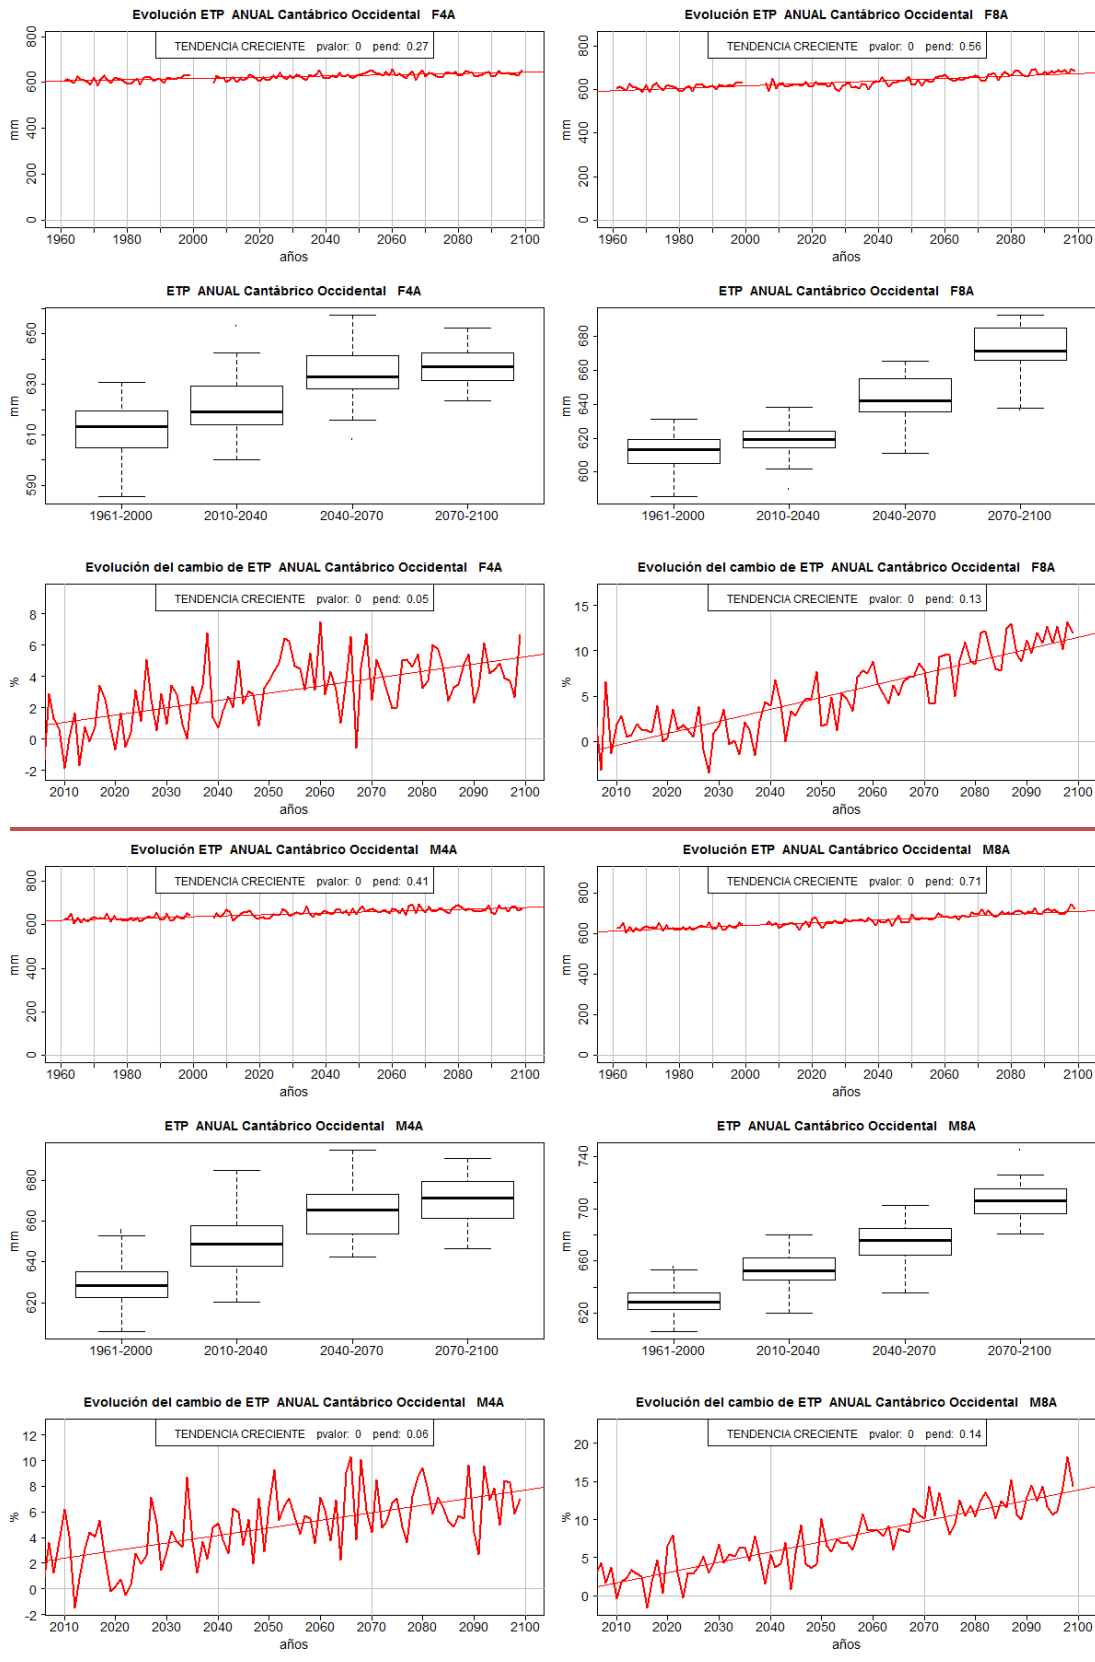 Evolución ETP ANUAL Cantábrico Occidental F4A
TENDENCIA CRECIENTE pvalor: 0 pend: 0.27
800
600
400
200
0
mm
1960 1980 2000 2020 2040 2060 2080 2100
años
Evolución ETP ANUAL Cantábrico Occidental F8A
TENDENCIA CRECIENTE pvalor: 0 pend: 0.56
800
600
400
200
0
mm
1960 1980 2000 2020 2040 2060 2080 2100
años
ETP ANUAL Cantábrico Occidental F4A
650
630
610
590
mm
1961-2000 2010-2040 2040-2070 2070-2100
ETP ANUAL Cantábrico Occidental F8A
680
660
640
620
600
mm
1961-2000 2010-2040 2040-2070 2070-2100
Evolución del cambio de ETP ANUAL Cantábrico Occidental F4A
TENDENCIA CRECIENTE pvalor: 0 pend: 0.05
8
6
4
2
0
-2
%
2010 2020 2030 2040 2050 2060 2070 2080 2090 2100
años
Evolución del cambio de ETP ANUAL Cantábrico Occidental F8A
TENDENCIA CRECIENTE pvalor: 0 pend: 0.13
15
10
5
0
%
2010 2020 2030 2040 2050 2060 2070 2080 2090 2100
años
Evolución ETP ANUAL Cantábrico Occidental M4A
TENDENCIA CRECIENTE pvalor: 0 pend: 0.41
800
600
400
200
0
mm
1960 1980 2000 2020 2040 2060 2080 2100
años
Evolución ETP ANUAL Cantábrico Occidental M8A
TENDENCIA CRECIENTE pvalor: 0 pend: 0.71
800
600
400
200
0
mm
1960 1980 2000 2020 2040 2060 2080 2100
años
ETP ANUAL Cantábrico Occidental M4A
680
660
640
620
mm
1961-2000 2010-2040 2040-2070 2070-2100
ETP ANUAL Cantábrico Occidental M8A
740
700
660
620
mm
1961-2000 2010-2040 2040-2070 2070-2100
Evolución del cambio de ETP ANUAL Cantábrico Occidental M4A
TENDENCIA CRECIENTE pvalor: 0 pend: 0.06
12
10
8
6
4
2
0
-2
%
2010 2020 2030 2040 2050 2060 2070 2080 2090 2100
años
Evolución del cambio de ETP ANUAL Cantábrico Occidental M8A
TENDENCIA CRECIENTE pvalor: 0 pend: 0.14
20
15
10
5
0
%
2010 2020 2030 2040 2050 2060 2070 2080 2090 2100
años